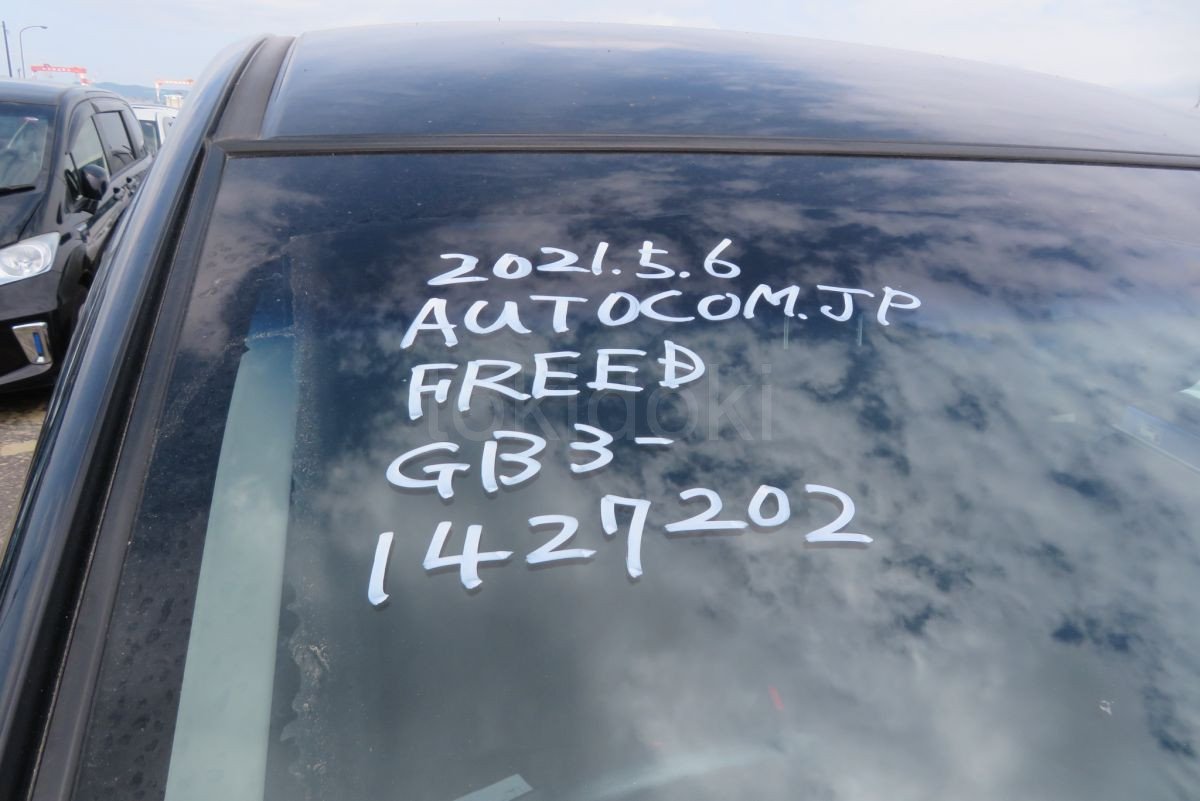 2021.5.6
AUTOCOM.JP
FREED
GB3-
1427202
tokidoki